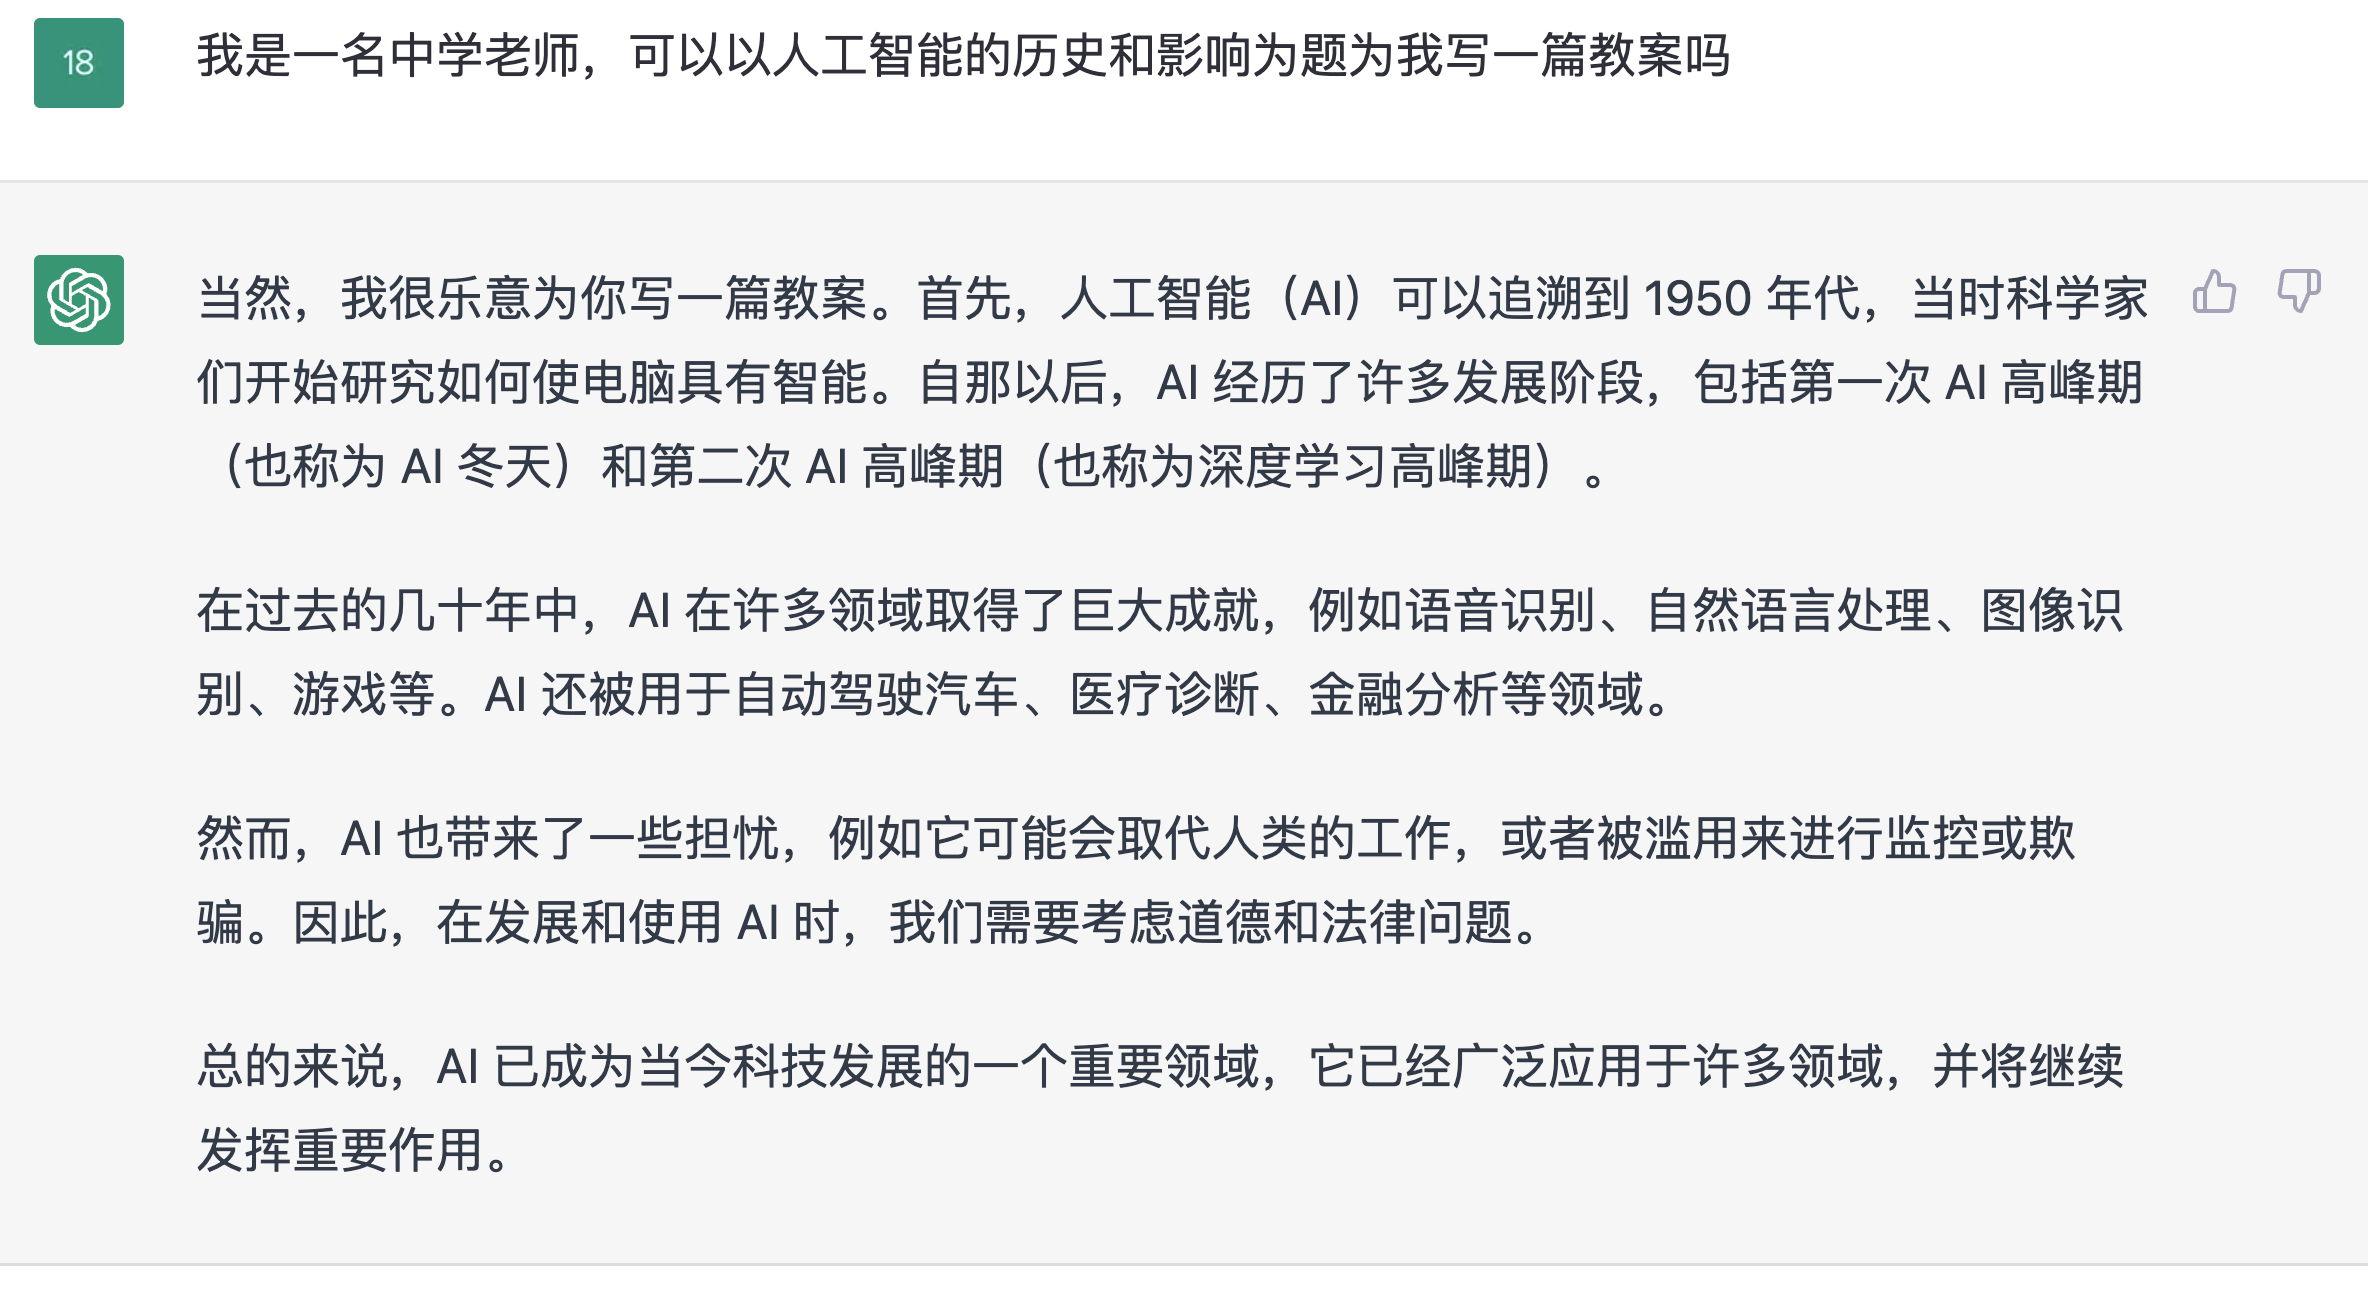 18
我是一名中学老师，可以以人工智能的历史和影响为题为我写一篇教案吗
当然，我很乐意为你写一篇教案。首先，人工智能（AI）可以追溯到 1950 年代，当时科学家
们开始研究如何使电脑具有智能。自那以后，AI 经历了许多发展阶段，包括第一次 AI 高峰期
（也称为 AI 冬天）和第二次 AI 高峰期（也称为深度学习高峰期）。
在过去的几十年中，AI 在许多领域取得了巨大成就，例如语音识别、自然语言处理、图像识
别、游戏等。AI 还被用于自动驾驶汽车、医疗诊断、金融分析等领域。
然而，AI 也带来了一些担忧，例如它可能会取代人类的工作，或者被滥用来进行监控或欺
骗。因此，在发展和使用 AI 时，我们需要考虑道德和法律问题。
总的来说，AI 已成为当今科技发展的一个重要领域，它已经广泛应用于许多领域，并将继续
发挥重要作用。